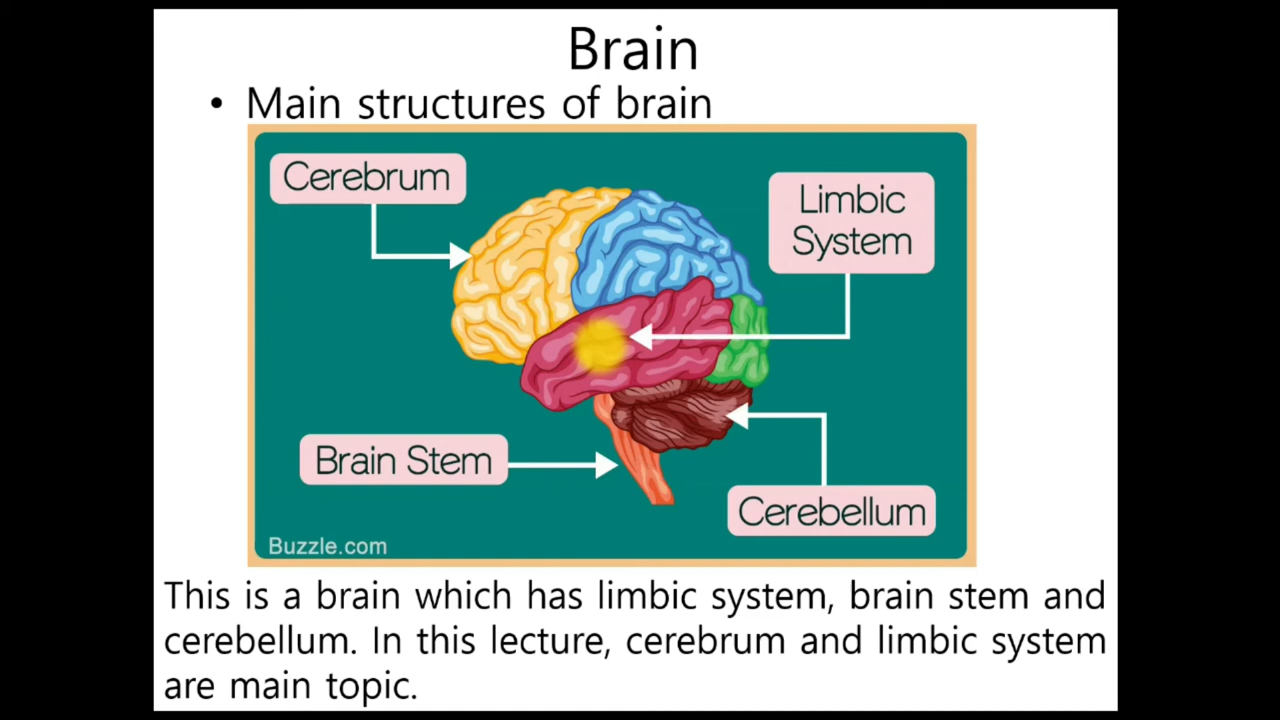 Brain
• Main structures of brain
Cerebrum
Limbic
System
Brain Stem
Cerebellum
Buzzle.com
This is a brain which has limbic system, brain stem and
cerebellum. In this lecture, cerebrum and limbic system
are main topic.